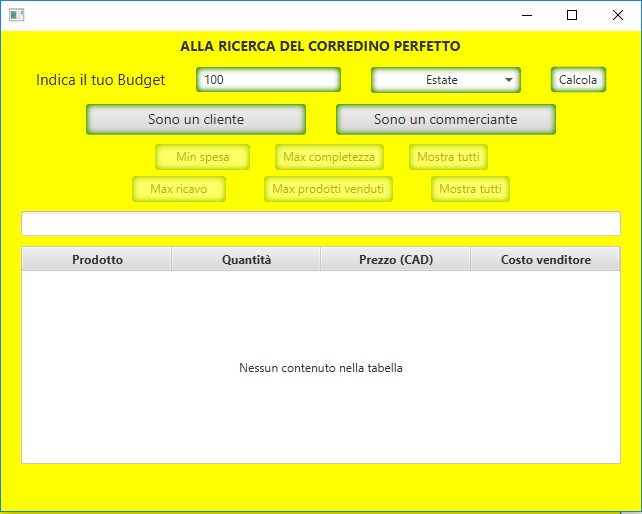 ALLA RICERCA DEL CORREDINO PERFETTO
Indica il tuo Budget 100 Estate Calcola
Sono un cliente Sono un commerciante
Min spesa Max completezza Mostra tutti
Max ricavo Max prodotti venduti Mostra tutti
Prodotto Quantità Prezzo (CAD) Costo venditore
Nessun contenuto nella tabella